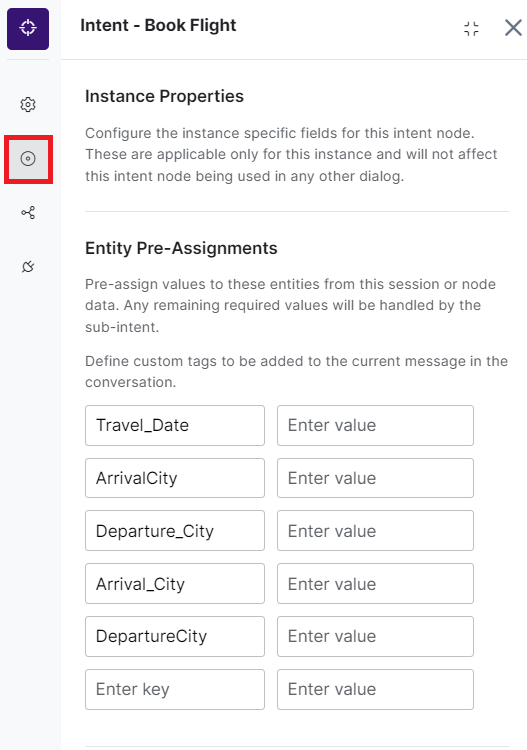 Intent - Book Flight
Instance Properties
Configure the instance specific fields for this intent node.
These are applicable only for this instance and will not affect
this intent node being used in any other dialog.
Entity Pre-Assignments
Pre-assign values to these entities from this session or node
data. Any remaining required values will be handled by the
sub-intent.
Define custom tags to be added to the current message in the
conversation.
Travel_Date Enter value
ArrivalCity Enter value
Departure_City Enter value
Arrival_City Enter value
DepartureCity Enter value
Enter key Enter value